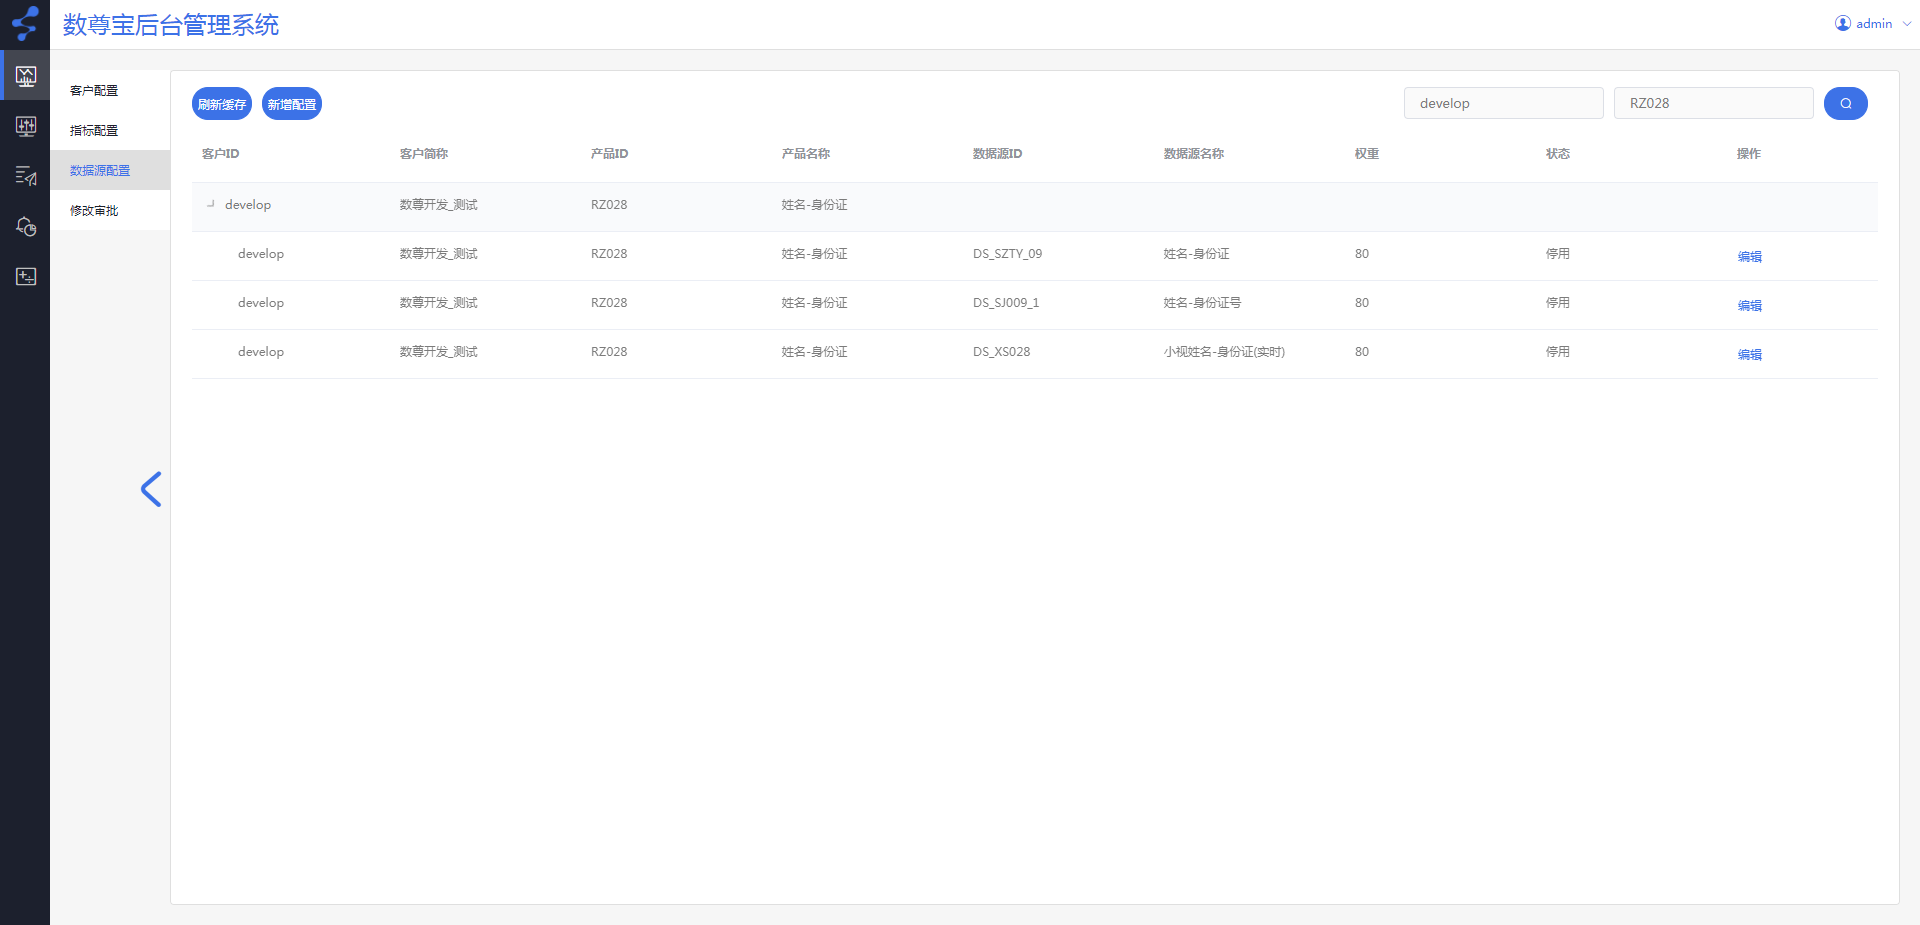 数尊宝后台管理系统
admin
客户配置
指标配置
数据源配置
修改审批
刷新缓存 新增配置 develop RZ028
客户ID 客户简称 产品ID 产品名称 数据源ID 数据源名称 权重 状态 操作
develop 数尊开发_测试 RZ028 姓名-身份证
develop 数尊开发_测试 RZ028 姓名-身份证 DS_SZTY_09 姓名-身份证 80 停用 编辑
develop 数尊开发_测试 RZ028 姓名-身份证 DS_SJ009_1 姓名-身份证号 80 停用 编辑
develop 数尊开发_测试 RZ028 姓名-身份证 DS_XS028 小视姓名-身份证(实时) 80 停用 编辑